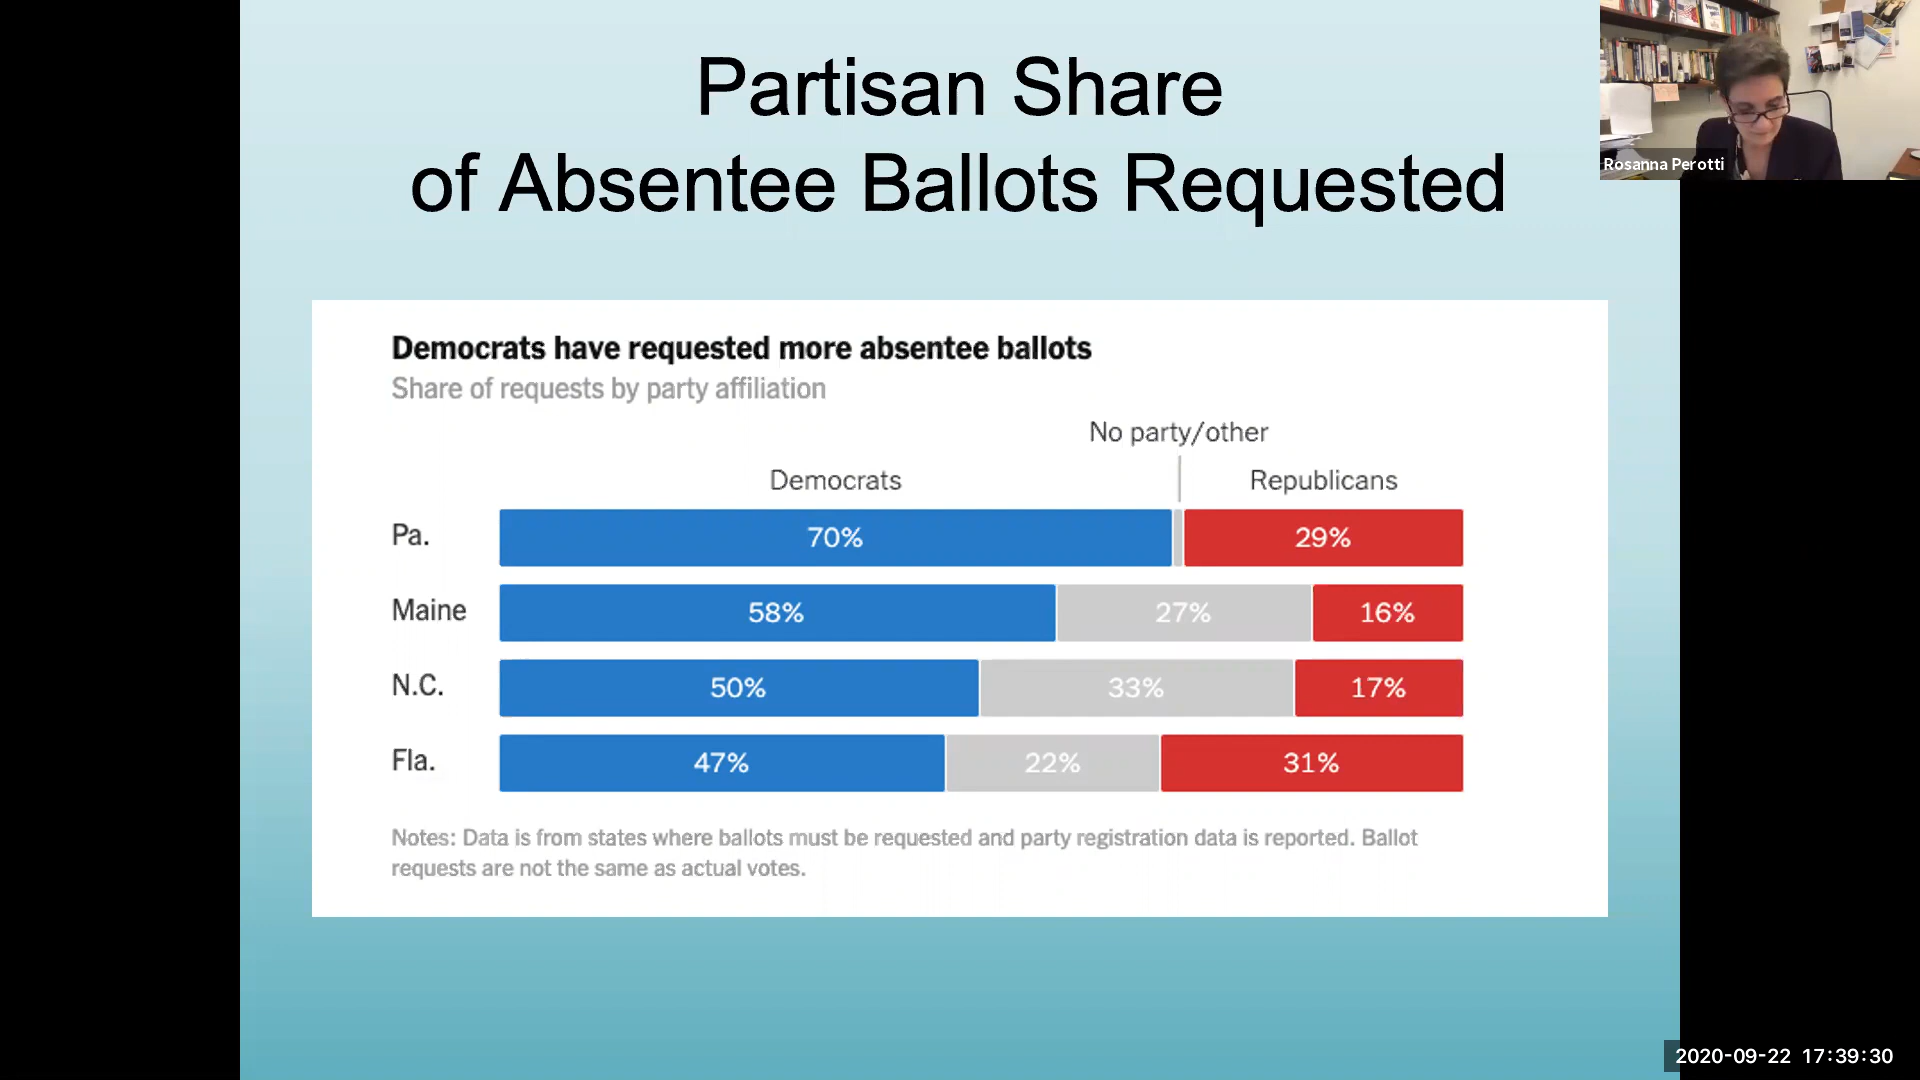 Partisan Share
of Absentee Ballots Requested
Rosanna Perotti
Democrats have requested more absentee ballots
Share of requests by party affiliation
No party/other
Democrats
Republicans
Pa.
70%
29%
Maine
58%
27%
16%
N.C.
50%
33%
17%
Fla.
47%
22%
31%
Notes: Data is from states where ballots must be requested and party registration data is reported. Ballot
requests are not the same as actual votes.
2020-09-22 17:39:30